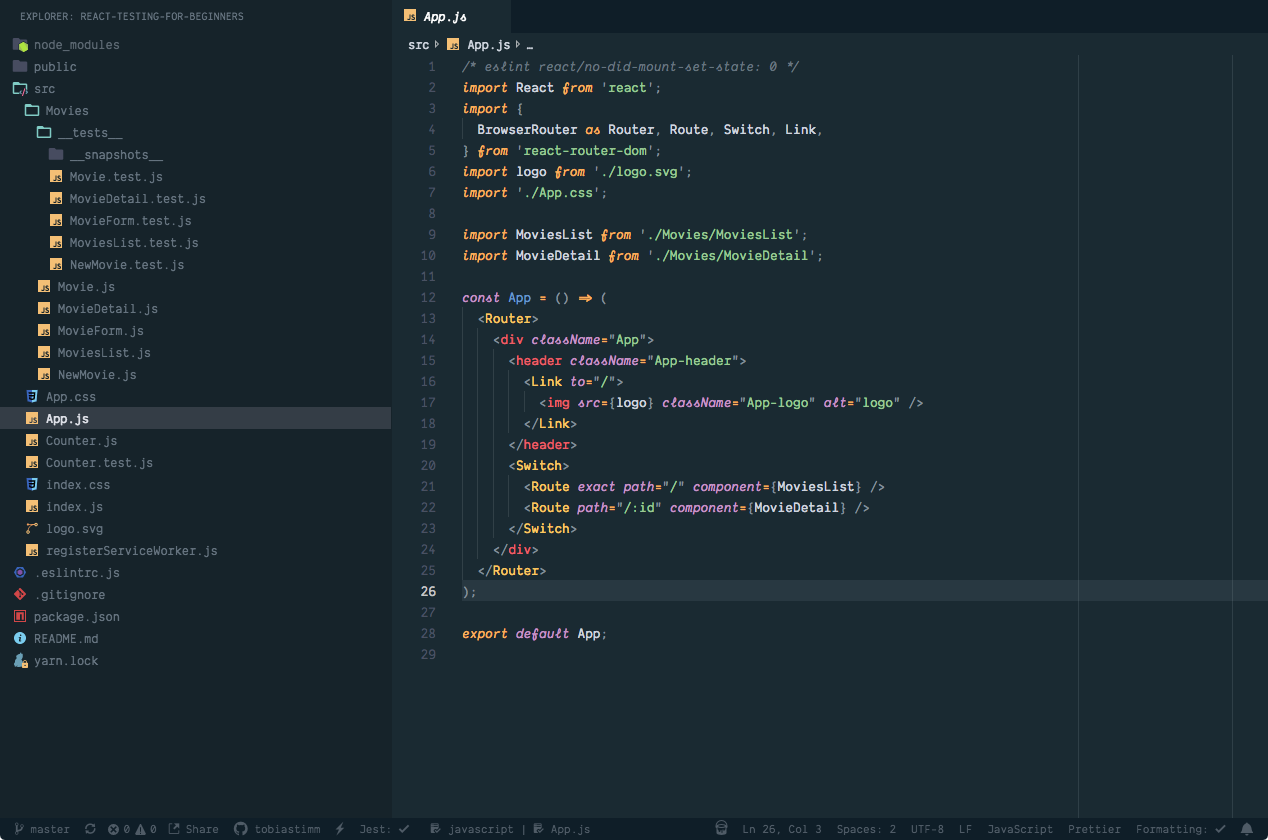 EXPLORER: REACT-TESTING-FOR-BEGINNERS
node_modules
public
src
Movies
__tests__
__snapshots__
Movie.test.js
MovieDetail.test.js
MovieForm.test.js
MoviesList.test.js
NewMovie.test.js
Movie.js
MovieDetail.js
MovieForm.js
MoviesList.js
NewMovie.js
App.css
App.js
Counter.js
Counter.test.js
index.css
index.js
logo.svg
registerServiceWorker.js
.eslintrc.js
.gitignore
package.json
README.md
yarn.lock
App.js
src App.js …
1 /* eslint react/no-did-mount-set-state: 0 */
2 import React from 'react';
3 import {
4   BrowserRouter as Router, Route, Switch, Link,
5 } from 'react-router-dom';
6 import logo from './logo.svg';
7 import './App.css';
8
9 import MoviesList from './Movies/MoviesList';
10 import MovieDetail from './Movies/MovieDetail';
11
12 const App = () => (
13   <Router>
14     <div className="App">
15       <header className="App-header">
16         <Link to="/">
17           <img src={logo} className="App-logo" alt="logo" />
18         </Link>
19       </header>
20       <Switch>
21         <Route exact path="/" component={MoviesList} />
22         <Route path="/:id" component={MovieDetail} />
23       </Switch>
24     </div>
25   </Router>
26 );
27
28 export default App;
29
master 0 0 Share tobiastimm Jest: javascript | App.js Ln 26, Col 3 Spaces: 2 UTF-8 LF JavaScript Prettier Formatting: